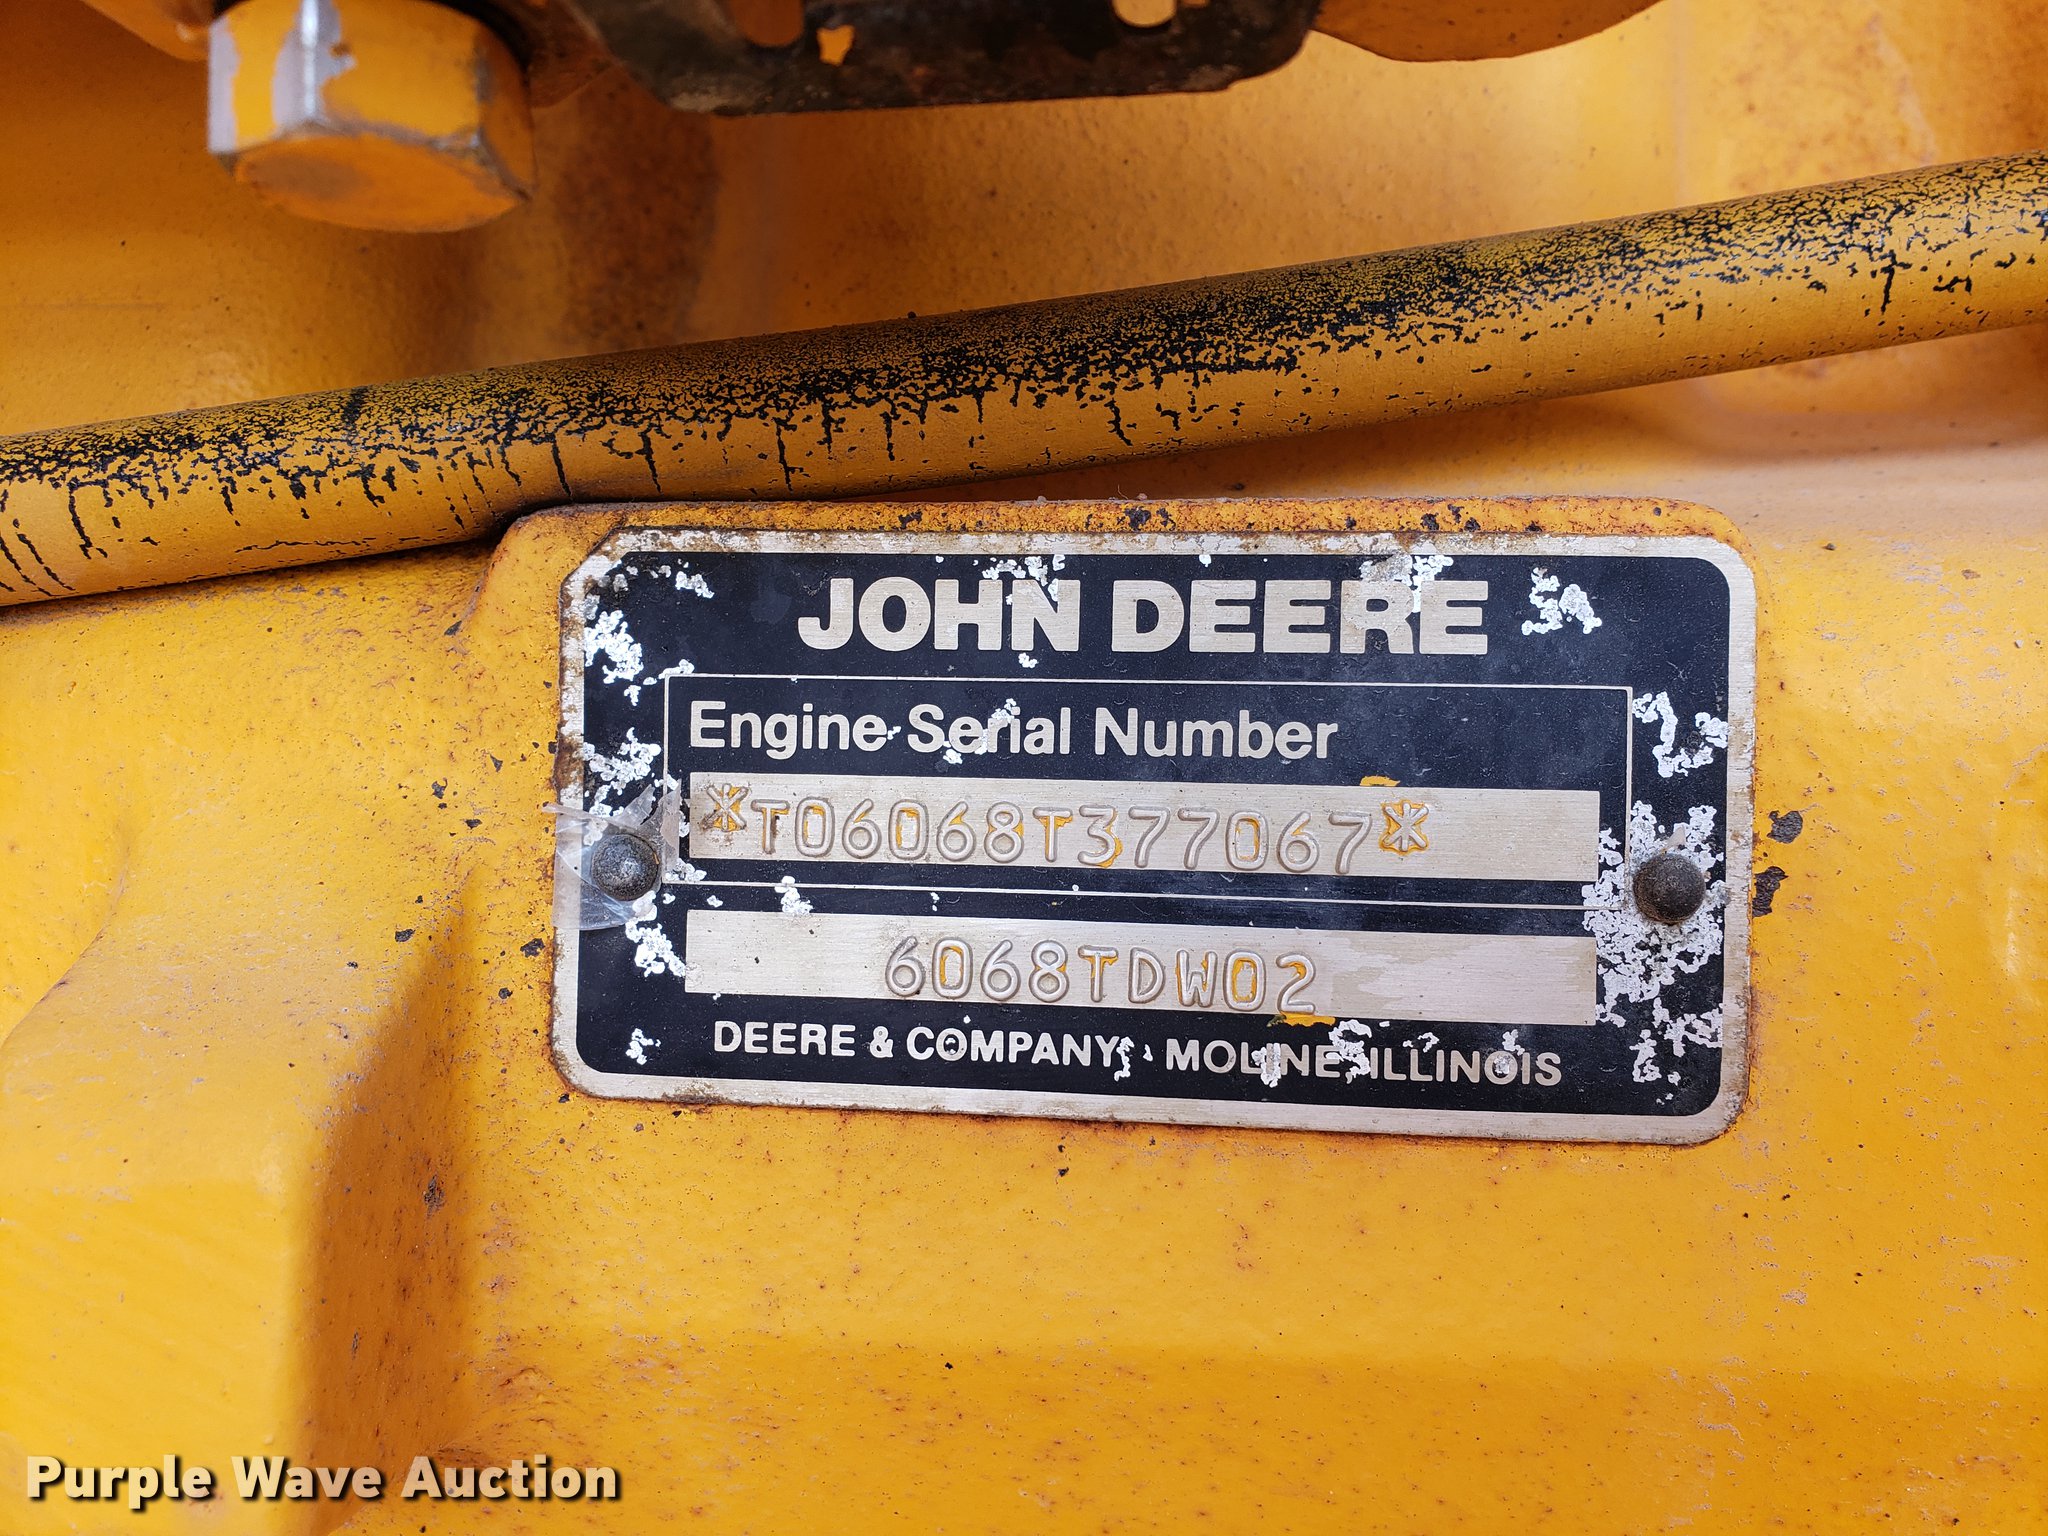 JOHN DEERE
Engine Serial Number
*T06068T377067*
6068TDW02
DEERE & COMPANY, MOLINE, ILLINOIS
Purple Wave Auction